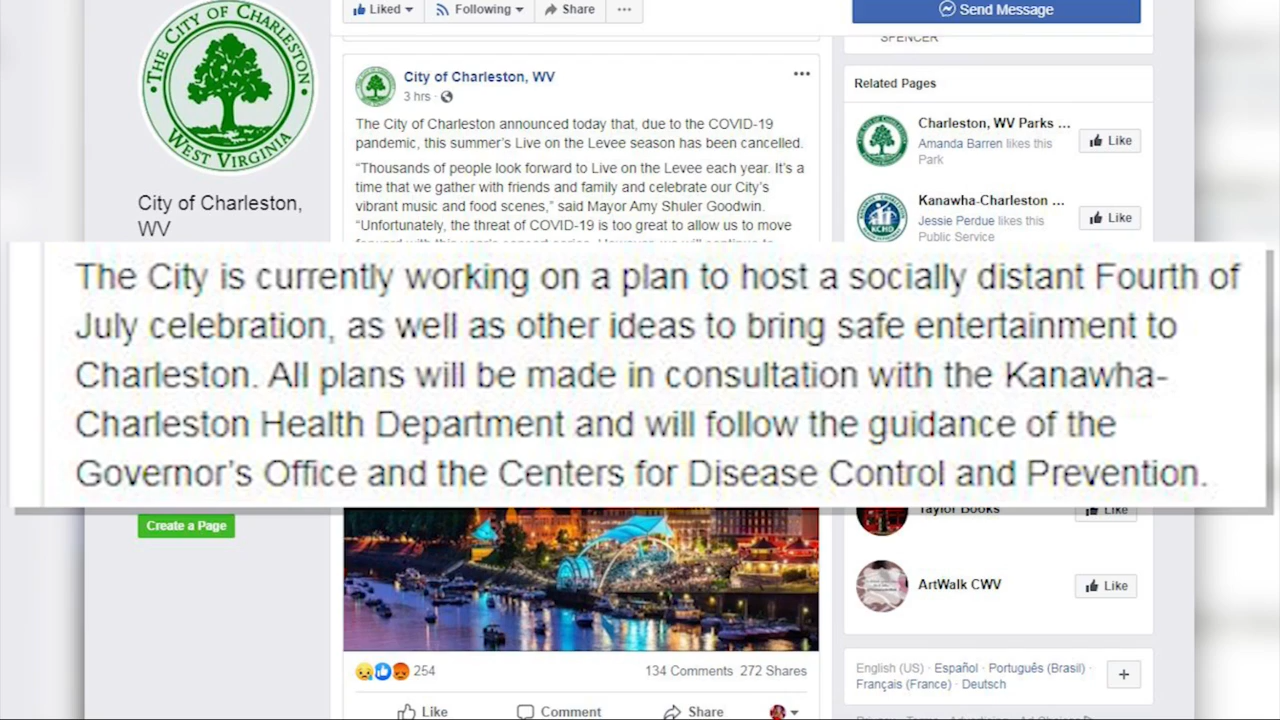 Liked
Following
Share
Send Message
SPENCER
THE CITY OF CHARLESTON
WEST VIRGINIA
City of Charleston,
WV
City of Charleston, WV
3 hrs
The City of Charleston announced today that, due to the COVID-19
pandemic, this summer's Live on the Levee season has been cancelled.
“Thousands of people look forward to Live on the Levee each year. It's a
time that we gather with friends and family and celebrate our City's
vibrant music and food scenes,” said Mayor Amy Shuler Goodwin.
“Unfortunately, the threat of COVID-19 is too great to allow us to move
Related Pages
Charleston, WV Parks ...
Amanda Barren likes this
Park
Like
Kanawha-Charleston ...
Jessie Perdue likes this
Public Service
Like
KCHD
The City is currently working on a plan to host a socially distant Fourth of
July celebration, as well as other ideas to bring safe entertainment to
Charleston. All plans will be made in consultation with the Kanawha-
Charleston Health Department and will follow the guidance of the
Governor's Office and the Centers for Disease Control and Prevention.
Create a Page
Taylor Books
Like
ArtWalk CWV
Like
254
134 Comments 272 Shares
Like
Comment
Share
English (US) · Español · Português (Brasil) ·
Français (France) · Deutsch